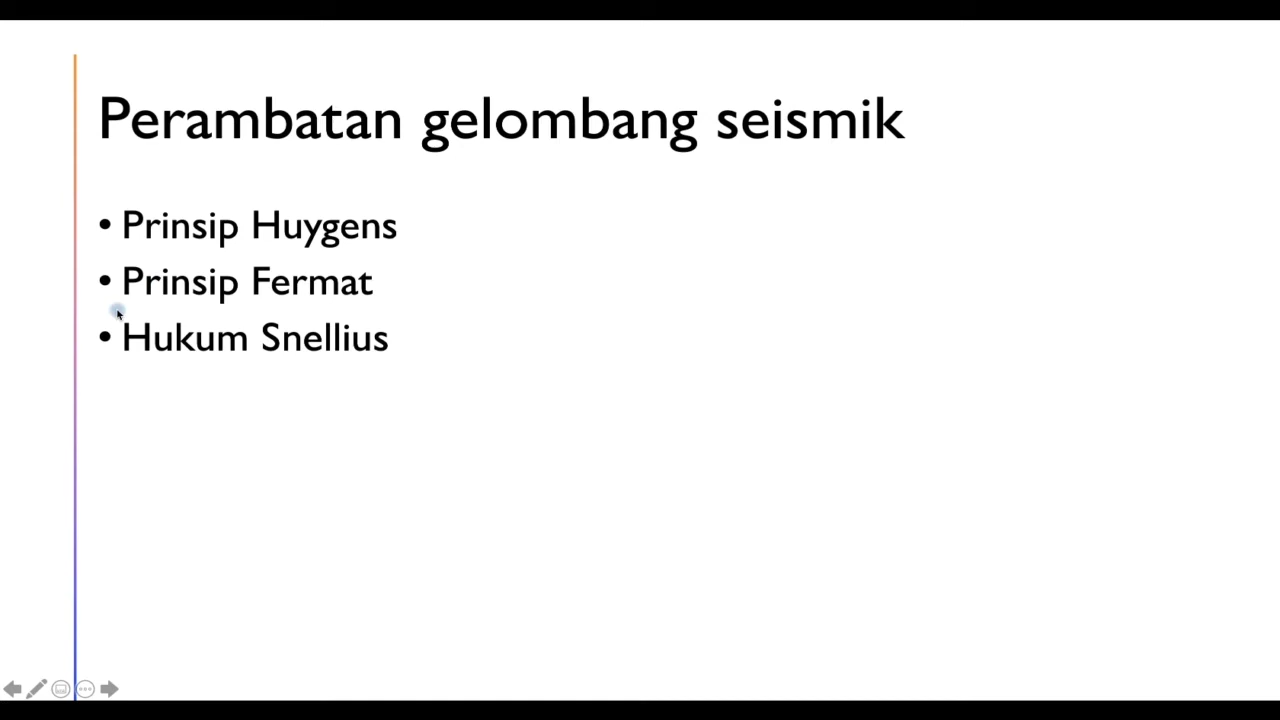 Perambatan gelombang seismik
• Prinsip Huygens
• Prinsip Fermat
• Hukum Snellius